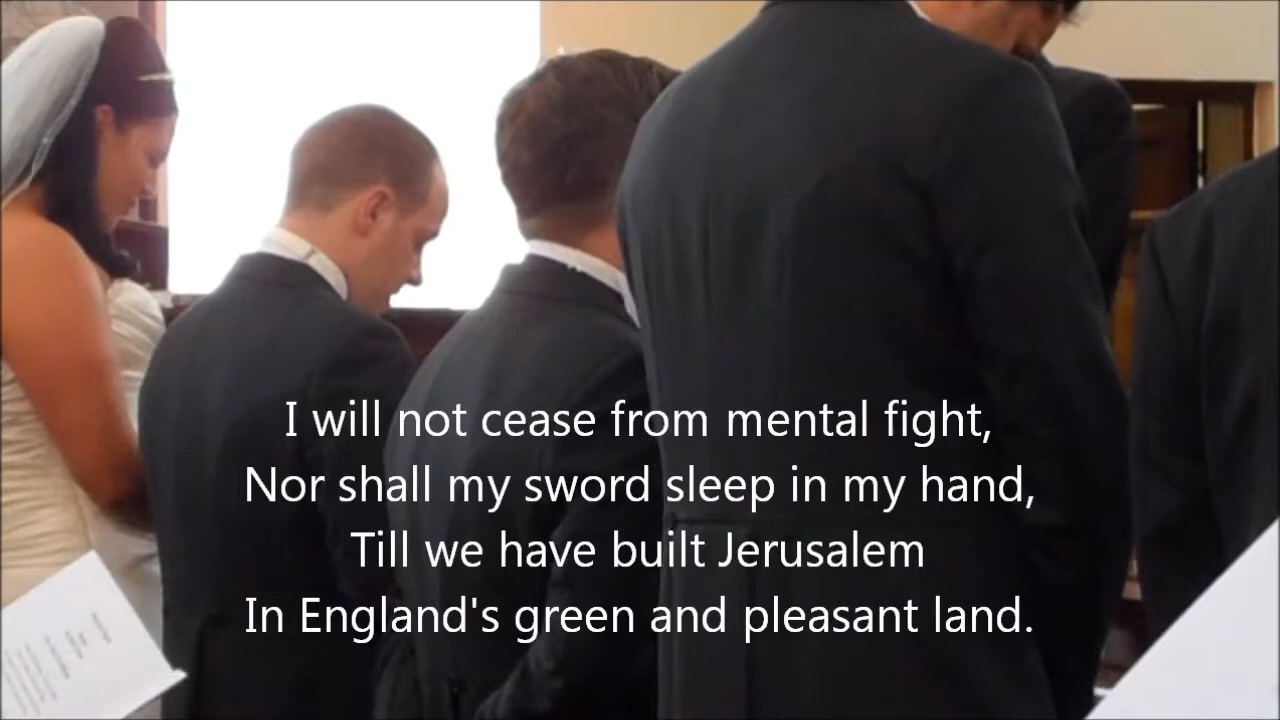 I will not cease from mental fight,
Nor shall my sword sleep in my hand,
Till we have built Jerusalem
In England's green and pleasant land.